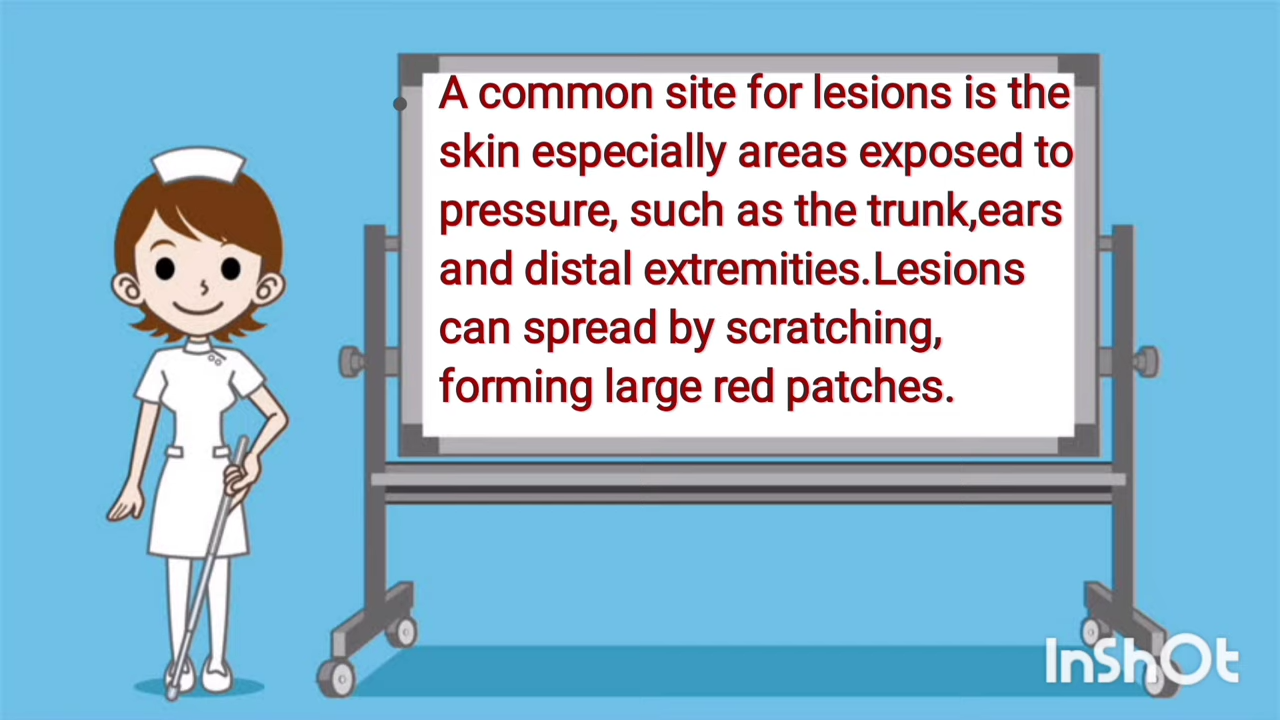 A common site for lesions is the
skin especially areas exposed to
pressure, such as the trunk,ears
and distal extremities.Lesions
can spread by scratching,
forming large red patches.
InShOt